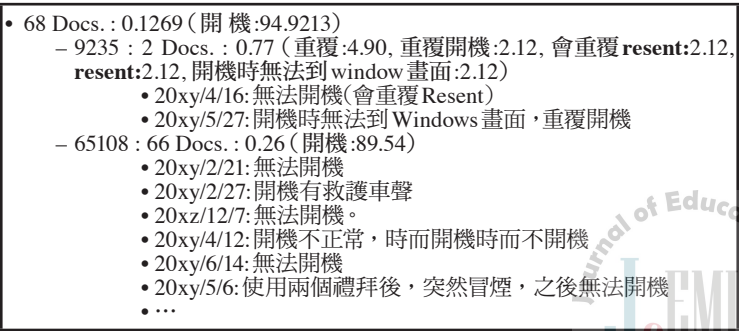 • 68 Docs. : 0.1269（開 機:94.9213）
– 9235 : 2 Docs. : 0.77（重覆:4.90, 重覆開機:2.12, 會重覆resent:2.12,
resent:2.12, 開機時無法到window畫面:2.12）
• 20xy/4/16:無法開機(會重覆Resent）
• 20xy/5/27:開機時無法到Windows畫面，重覆開機
– 65108 : 66 Docs. : 0.26（開機:89.54）
• 20xy/2/21:無法開機
• 20xy/2/27:開機有救護車聲
• 20xz/12/7:無法開機。
• 20xy/4/12:開機不正常，時而開機時而不開機
• 20xy/6/14:無法開機
• 20xy/5/6:使用兩個禮拜後，突然冒煙，之後無法開機
• …